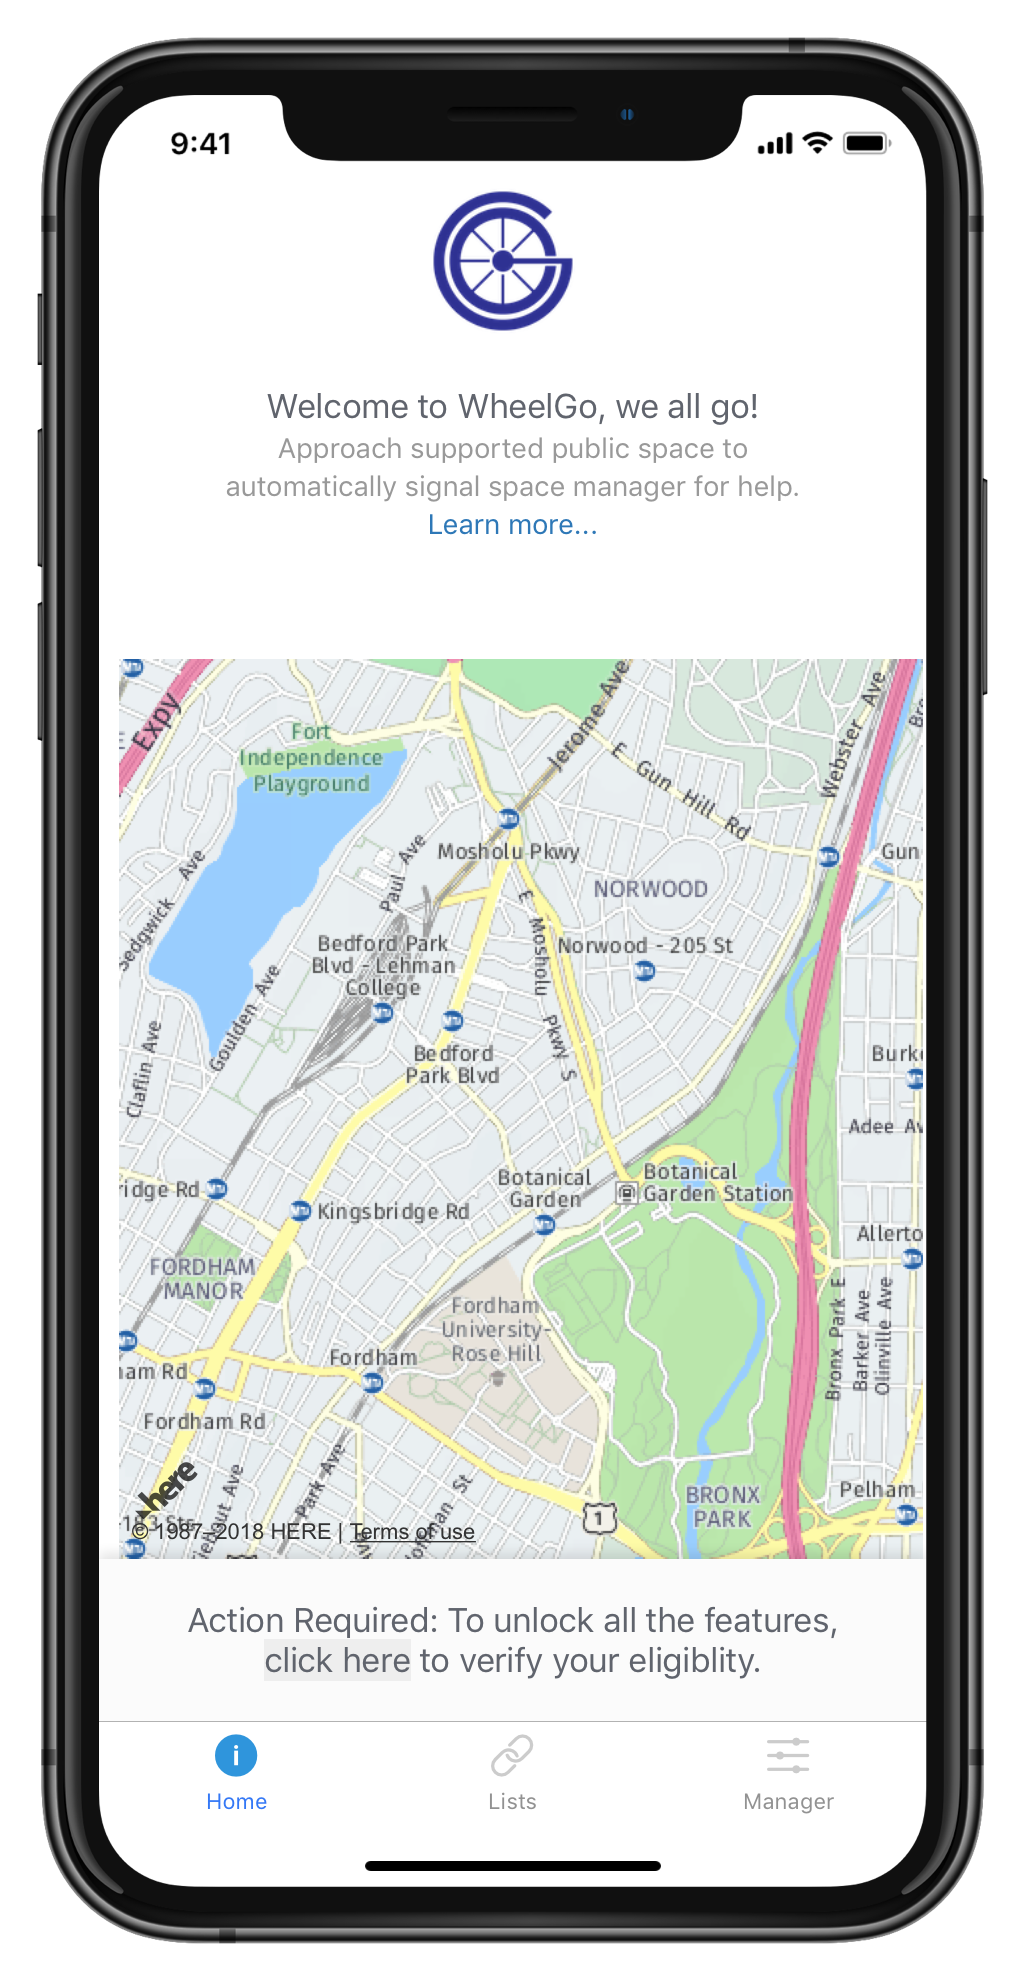 9:41
Welcome to WheelGo, we all go!
Approach supported public space to
automatically signal space manager for help.
Learn more...
Expy
Fort
Independence
Playground
Jerome Ave
E Gun Hill Rd
Webster Ave
Mosholu Pkwy
Gun
Paul Ave
NORWOOD
Sedgwick Ave
E Mosholu Pkwy S
Norwood - 205 St
Bedford Park
Blvd - Lehman
College
Goulden Ave
Claflin Ave
Bedford
Park Blvd
Burke
Adee Av
Botanical
Garden
Botanical
Garden Station
ridge Rd
Kingsbridge Rd
Allerto
FORDHAM
MANOR
Fordham
University-
Rose Hill
Bronx Park E
Barker Ave
Olinville Ave
Fordham
ham Rd
Fordham Rd
here
Park Ave
BRONX
PARK
Pelham
1
© 1987–2018 HERE | Terms of use
Action Required: To unlock all the features,
click here to verify your eligiblity.
Home
Lists
Manager